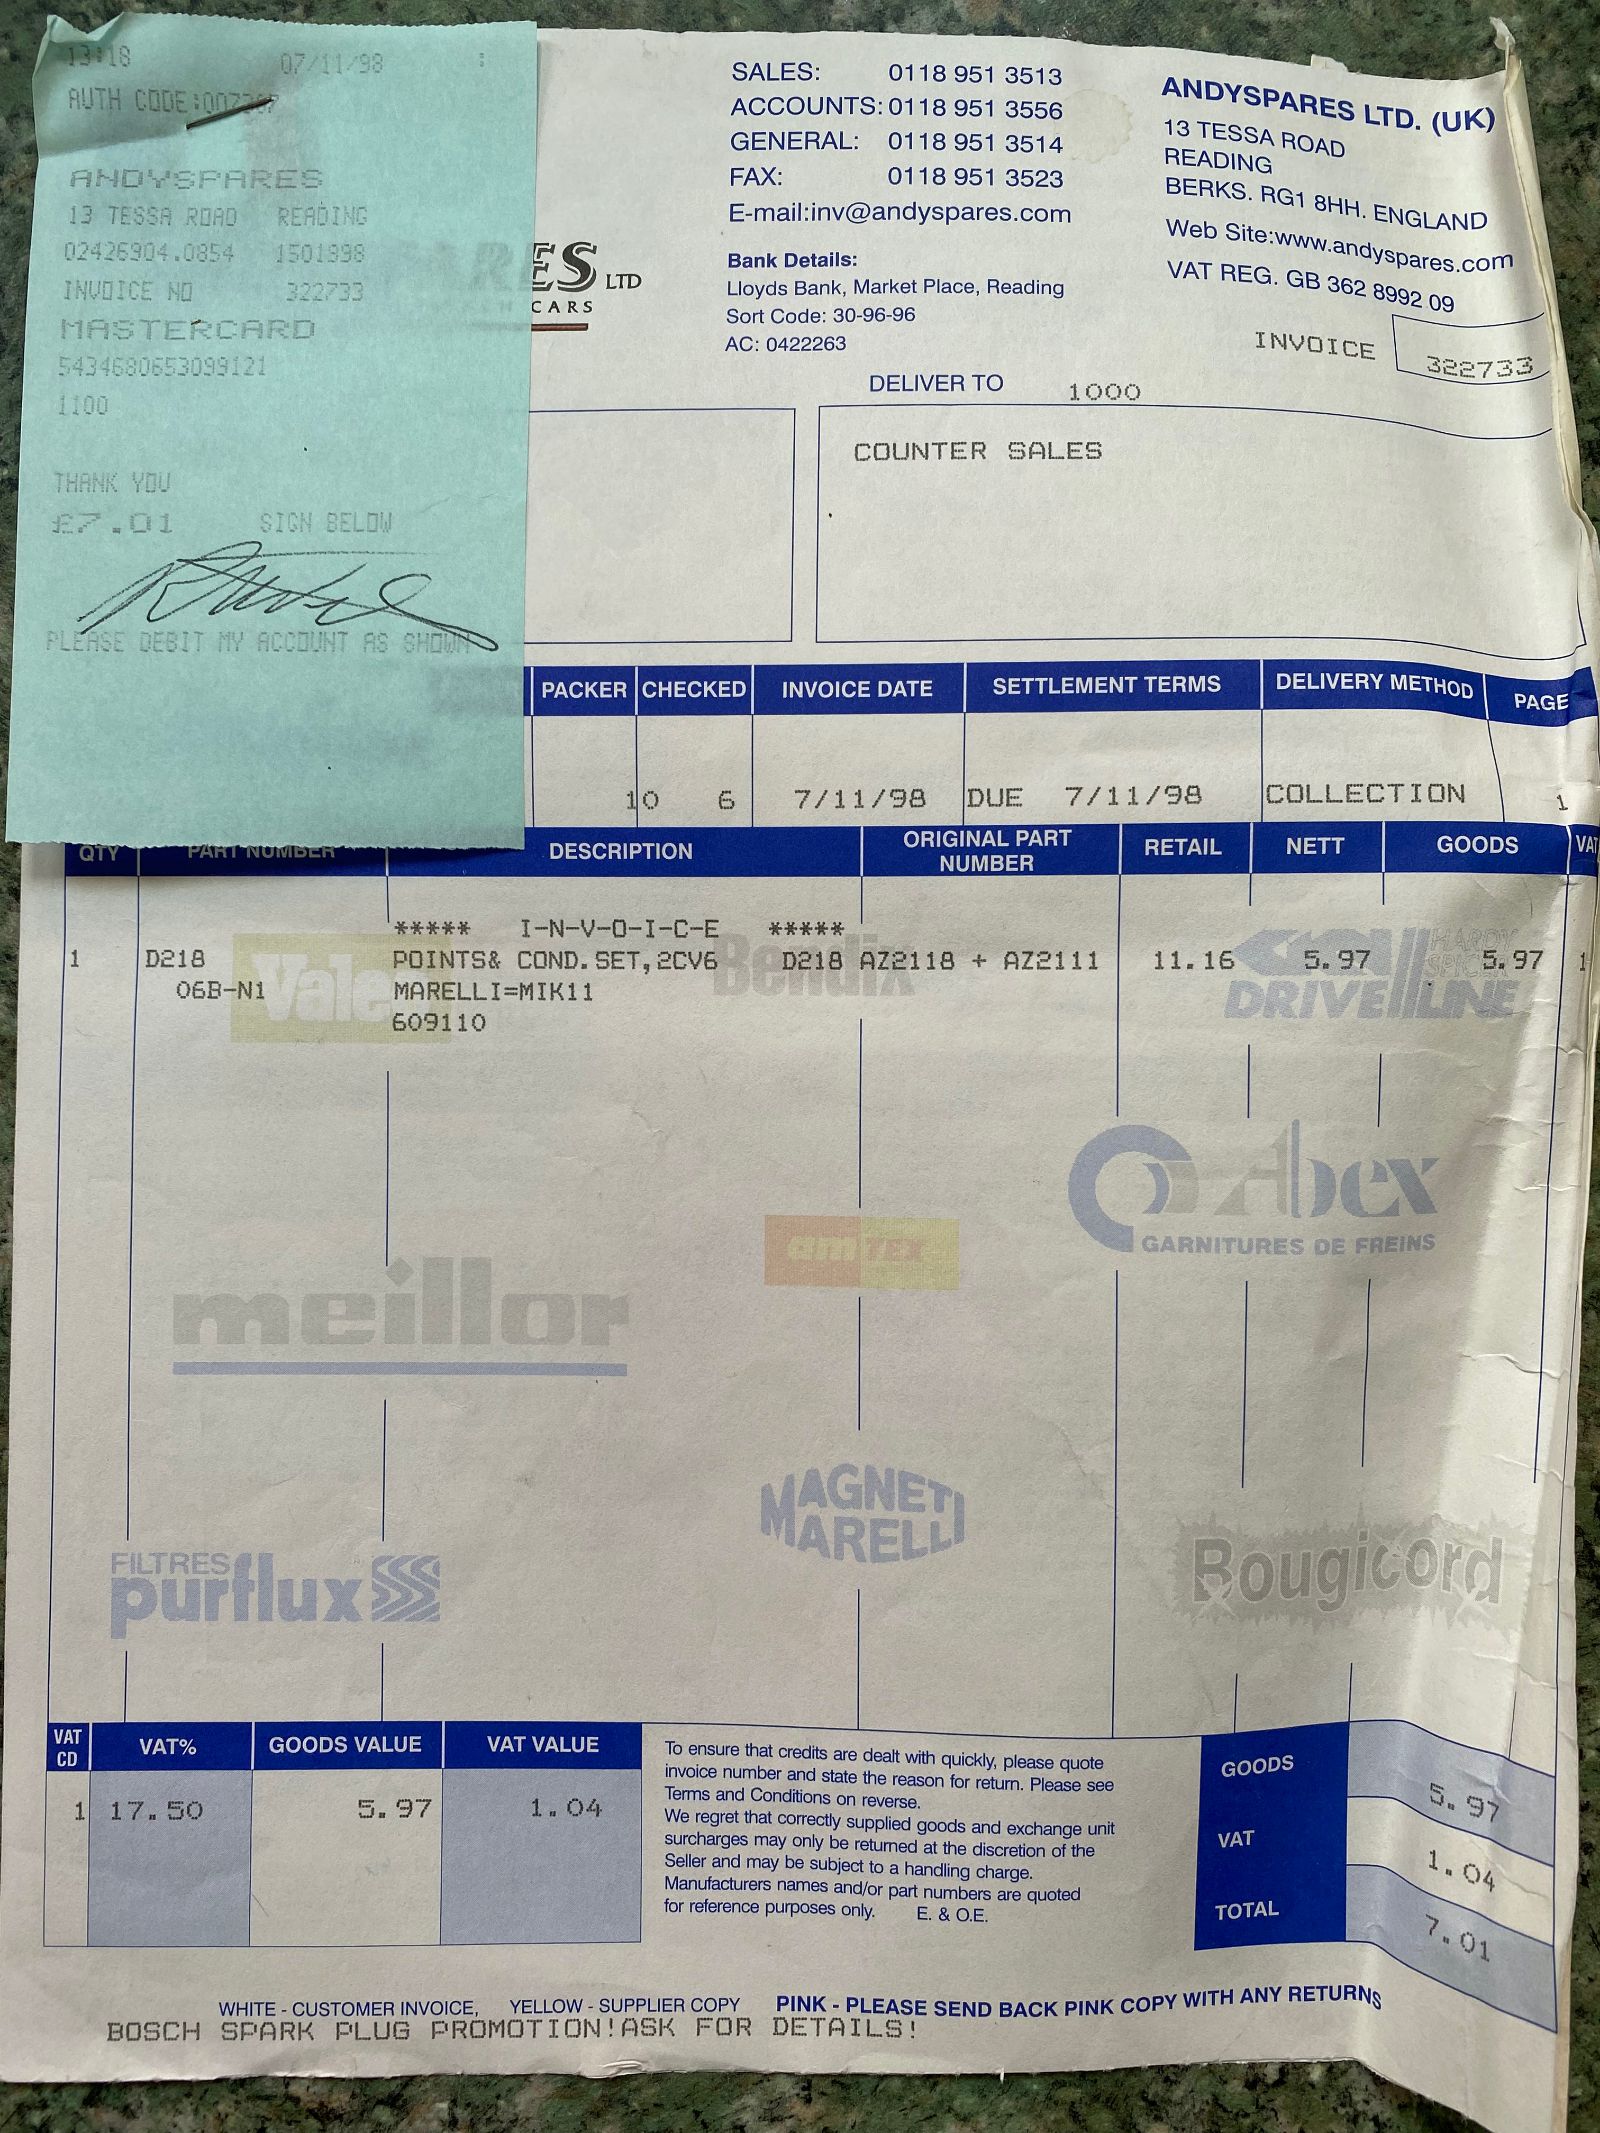 13:18 07/11/98 :
AUTH CODE:
ANDYSPARES
13 TESSA ROAD READING
02426904.0854 1501998
INVOICE NO 322733
MASTERCARD
5434680653099121
1100
THANK YOU
£7.01 SIGN BELOW
PLEASE DEBIT MY ACCOUNT AS SHOWN
LTD
CARS
SALES: 0118 951 3513
ACCOUNTS: 0118 951 3556
GENERAL: 0118 951 3514
FAX: 0118 951 3523
E-mail:inv@andyspares.com
Bank Details:
Lloyds Bank, Market Place, Reading
Sort Code: 30-96-96
AC: 0422263
ANDYSPARES LTD. (UK)
13 TESSA ROAD
READING
BERKS. RG1 8HH. ENGLAND
Web Site:www.andyspares.com
VAT REG. GB 362 8992 09
INVOICE 322733
DELIVER TO 1000
COUNTER SALES
PACKER CHECKED INVOICE DATE SETTLEMENT TERMS DELIVERY METHOD PAGE
10 6 7/11/98 DUE 7/11/98 COLLECTION 1
QTY PART NUMBER DESCRIPTION ORIGINAL PART NUMBER RETAIL NETT GOODS VAT
***** I-N-V-O-I-C-E *****
1 D218 POINTS& COND.SET,2CV6 D218 AZ2118 + AZ2111 11.16 5.97 5.97 1
06B-N1 MARELLI=MIK11
609110
Bendix
HARDY SPICER
DRIVELINE
Abex
GARNITURES DE FREINS
amTEX
meillor
MAGNETI
MARELLI
FILTRES
purflux
Bougicord
VAT CD VAT% GOODS VALUE VAT VALUE
1 17.50 5.97 1.04
To ensure that credits are dealt with quickly, please quote
invoice number and state the reason for return. Please see
Terms and Conditions on reverse.
We regret that correctly supplied goods and exchange unit
surcharges may only be returned at the discretion of the
Seller and may be subject to a handling charge.
Manufacturers names and/or part numbers are quoted
for reference purposes only. E. & O.E.
GOODS 5.97
VAT 1.04
TOTAL 7.01
WHITE - CUSTOMER INVOICE, YELLOW - SUPPLIER COPY PINK - PLEASE SEND BACK PINK COPY WITH ANY RETURNS
BOSCH SPARK PLUG PROMOTION!ASK FOR DETAILS!